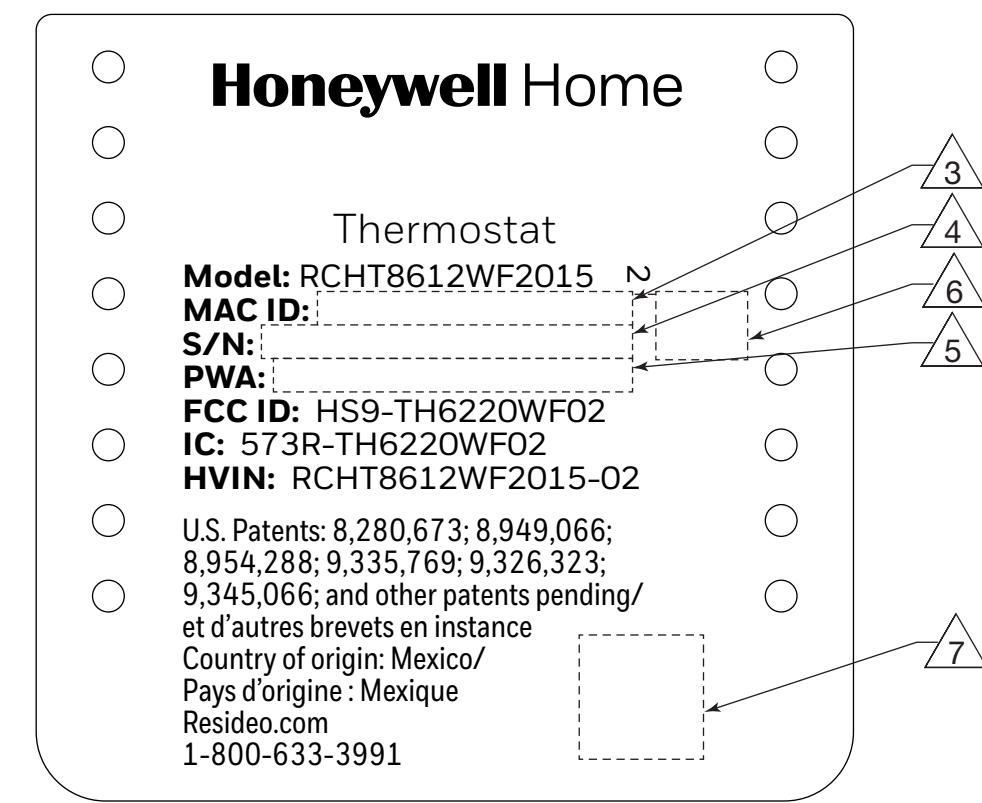 Honeywell Home
Thermostat
Model: RCHT8612WF2015 2
MAC ID:
S/N:
PWA:
FCC ID: HS9-TH6220WF02
IC: 573R-TH6220WF02
HVIN: RCHT8612WF2015-02
U.S. Patents: 8,280,673; 8,949,066;
8,954,288; 9,335,769; 9,326,323;
9,345,066; and other patents pending/
et d'autres brevets en instance
Country of origin: Mexico/
Pays d'origine : Mexique
Resideo.com
1-800-633-3991
3
4
6
5
7